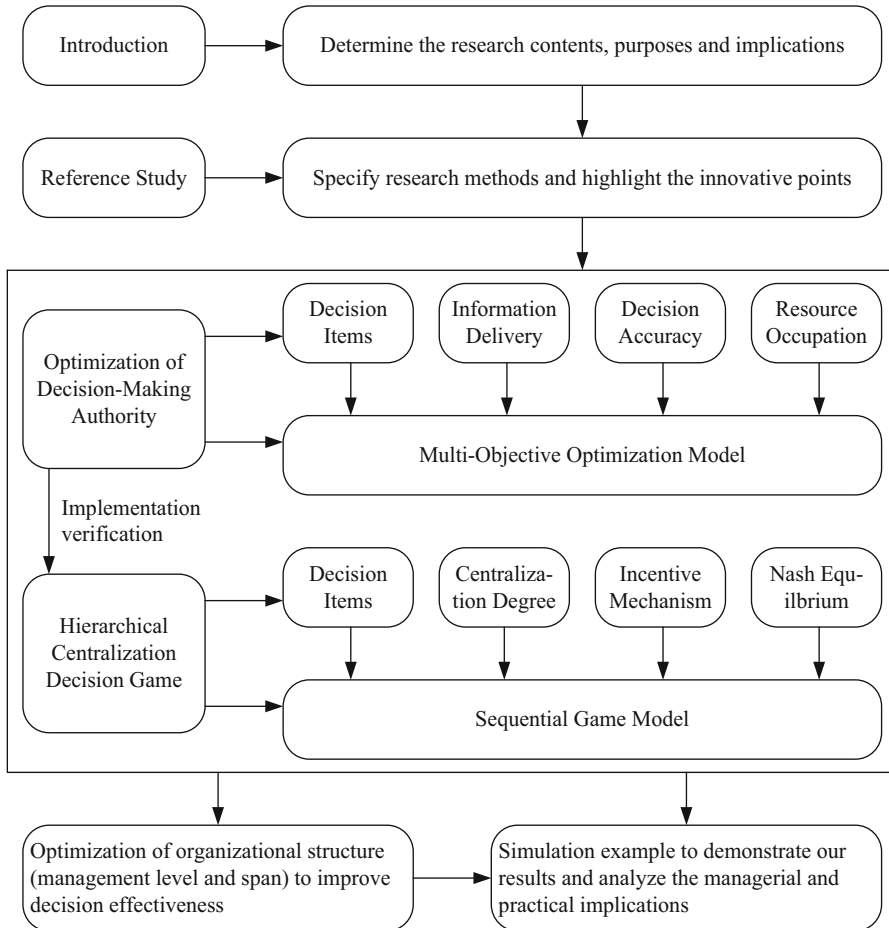 Introduction
Determine the research contents, purposes and implications
Reference Study
Specify research methods and highlight the innovative points
Optimization of
Decision-Making
Authority
Decision
Items
Information
Delivery
Decision
Accuracy
Resource
Occupation
Multi-Objective Optimization Model
Implementation
verification
Hierarchical
Centralization
Decision Game
Decision
Items
Centraliza-
tion Degree
Incentive
Mechanism
Nash Equ-
ilbrium
Sequential Game Model
Optimization of organizational structure
(management level and span) to improve
decision effectiveness
Simulation example to demonstrate our
results and analyze the managerial and
practical implications